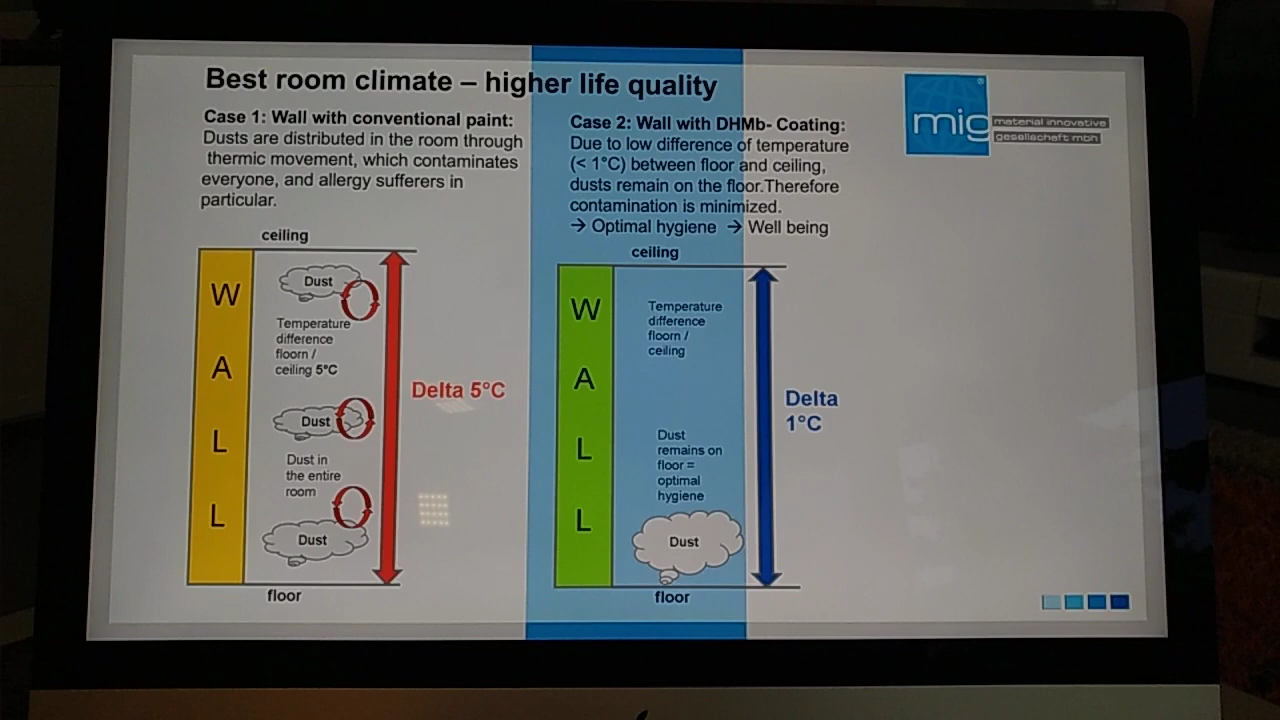 Best room climate – higher life quality
Case 1: Wall with conventional paint:
Dusts are distributed in the room through
thermic movement, which contaminates
everyone, and allergy sufferers in
particular.
ceiling
W
A
L
L
Dust
Temperature
difference
floorn /
ceiling 5°C
Dust
Dust in
the entire
room
Dust
Delta 5°C
floor
Case 2: Wall with DHMb- Coating:
Due to low difference of temperature
(< 1°C) between floor and ceiling,
dusts remain on the floor.Therefore
contamination is minimized.
→ Optimal hygiene → Well being
ceiling
W
A
L
L
Temperature
difference
floorn /
ceiling
Dust
remains on
floor =
optimal
hygiene
Dust
Delta
1°C
floor
mig®
material innovative
gesellschaft mbh